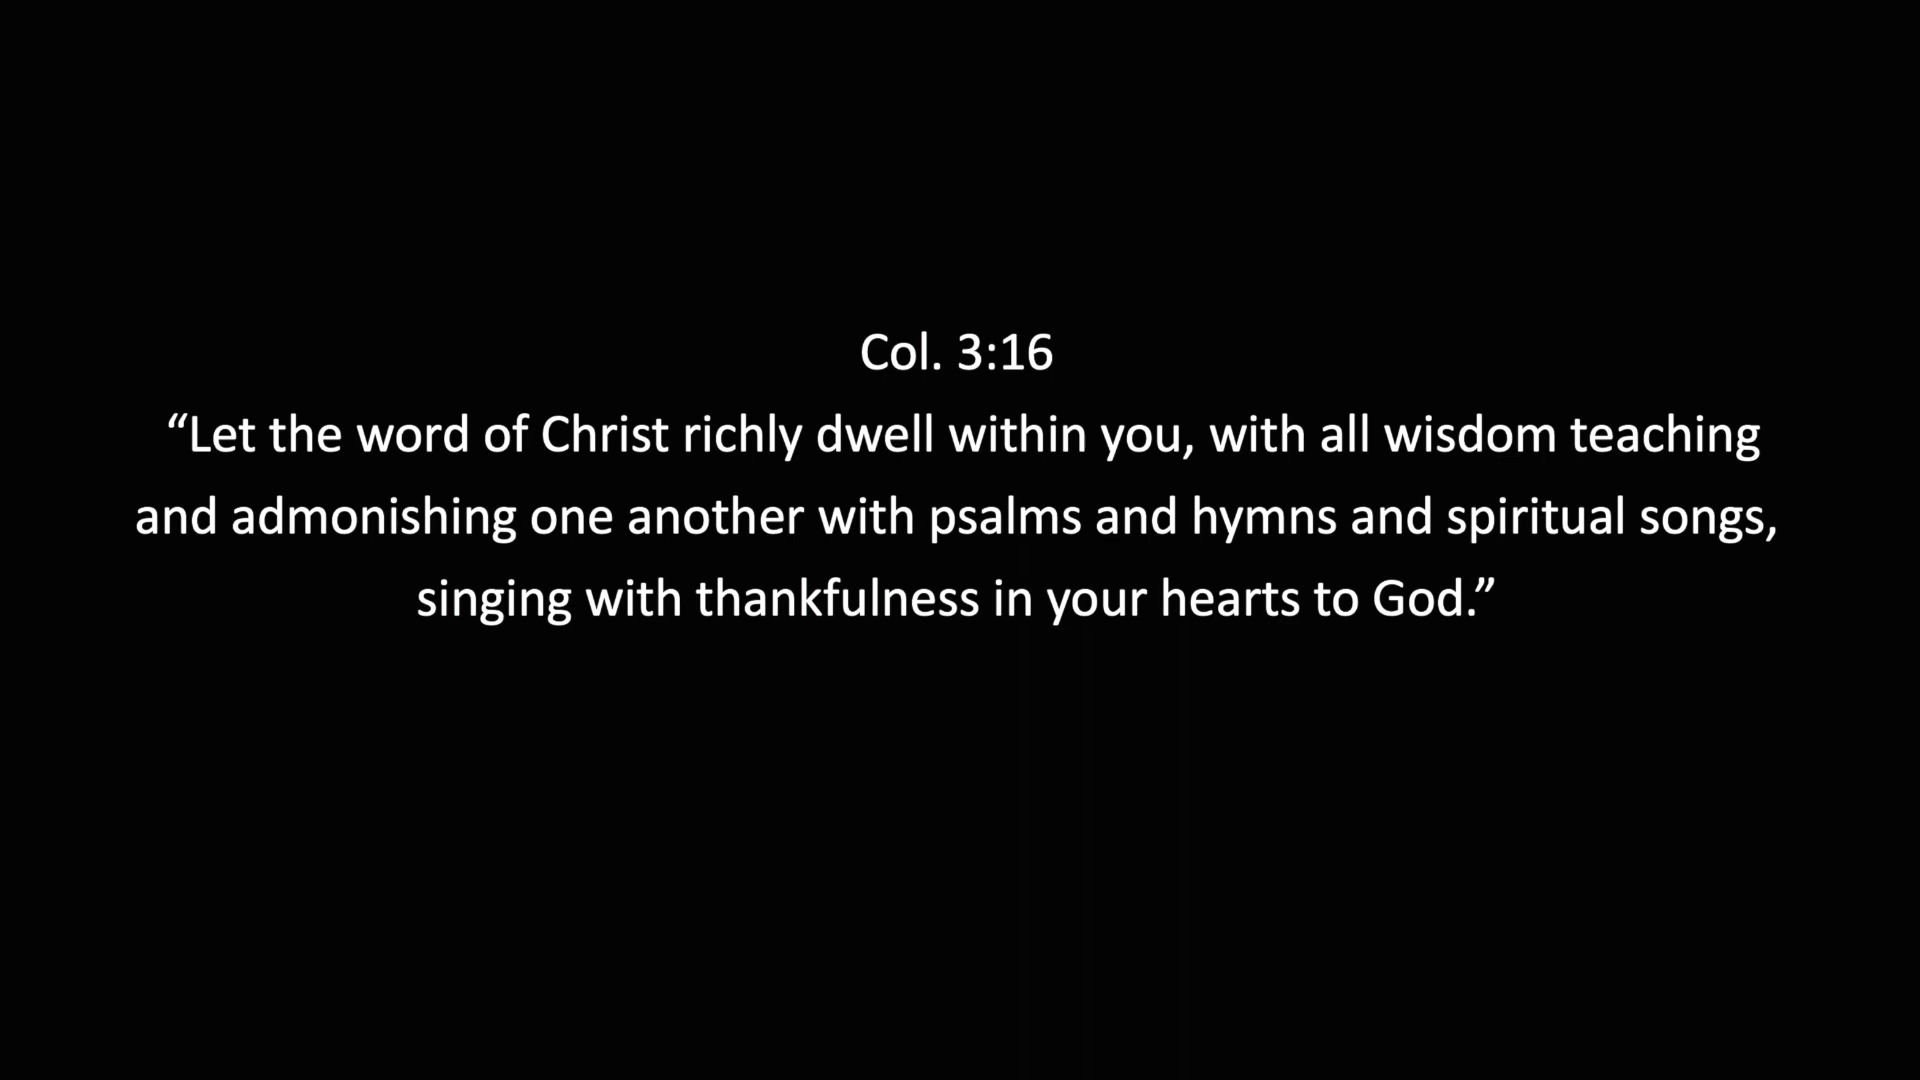 Col. 3:16
“Let the word of Christ richly dwell within you, with all wisdom teaching
and admonishing one another with psalms and hymns and spiritual songs,
singing with thankfulness in your hearts to God.”